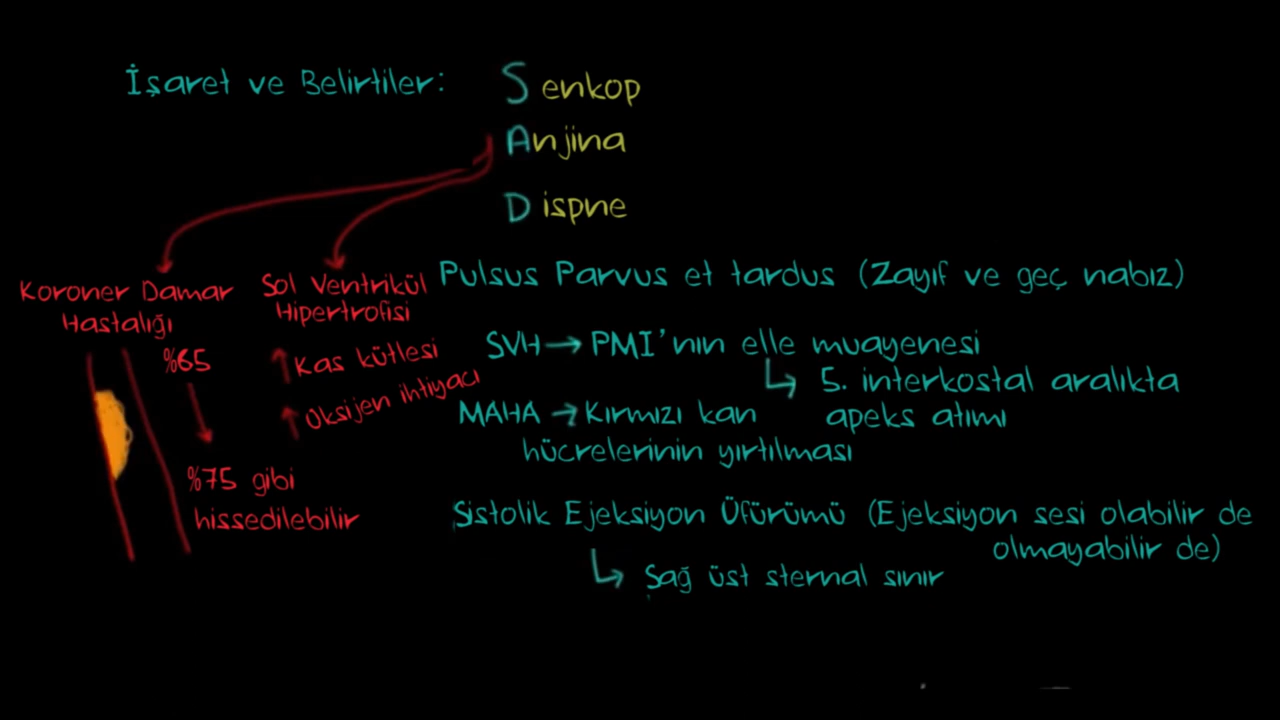 İşaret ve Belirtiler:
Senkop
Anjina
Dispne
Koroner Damar
Hastalığı
%65
%75 gibi
hissedilebilir
Sol Ventrikül
Hipertrofisi
↑ Kas kütlesi
↑ Oksijen ihtiyacı
Pulsus Parvus et tardus (Zayıf ve geç nabız)
SVH → PMI'nın elle muayenesi
↳ 5. interkostal aralıkta
apeks atımı
MAHA → Kırmızı kan
hücrelerinin yırtılması
Sistolik Ejeksiyon Üfürümü (Ejeksiyon sesi olabilir de
olmayabilir de)
↳ Sağ üst sternal sınır